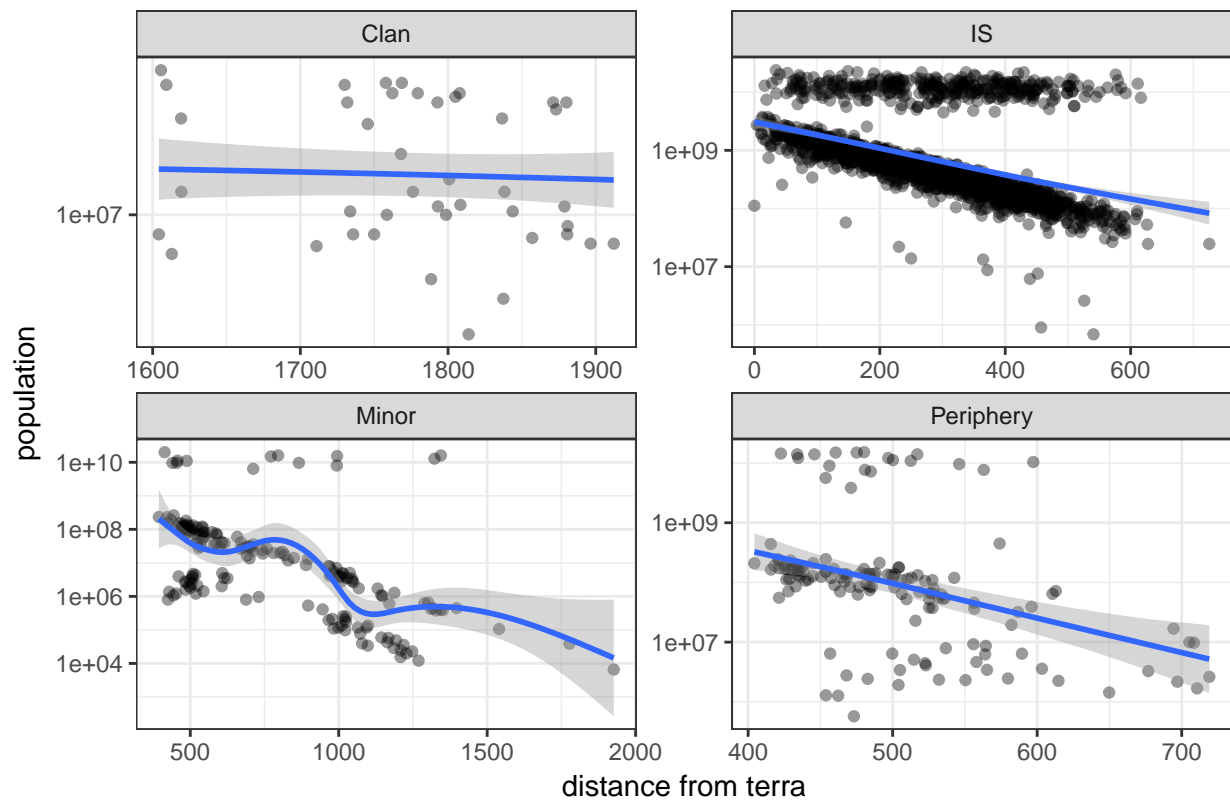 Clan
IS
1e+07
1e+09
1e+07
1600 1700 1800 1900
0 200 400 600
population
Minor
Periphery
1e+10
1e+08
1e+06
1e+04
1e+09
1e+07
500 1000 1500 2000
400 500 600 700
distance from terra